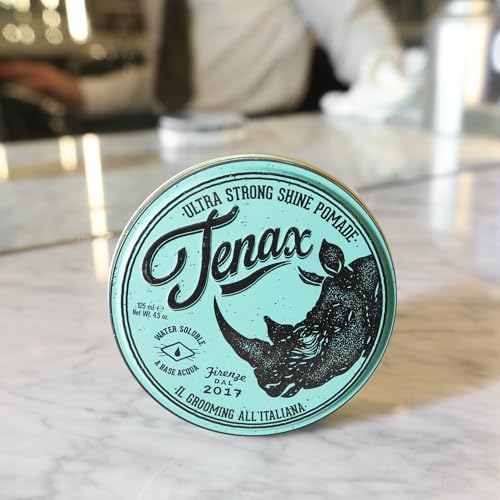 ·ULTRA STRONG SHINE POMADE·
Tenax
125 ml ℮
Net Wt. 4.5 oz.
WATER SOLUBLE
A BASE ACQUA
Firenze
DAL
2017
·IL GROOMING ALL'ITALIANA·